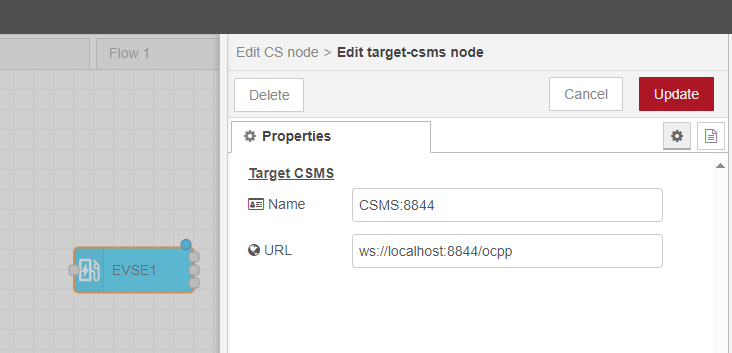 Flow 1
Edit CS node > Edit target-csms node
Delete
Cancel
Update
Properties
Target CSMS
Name
CSMS:8844
URL
ws://localhost:8844/ocpp
EVSE1